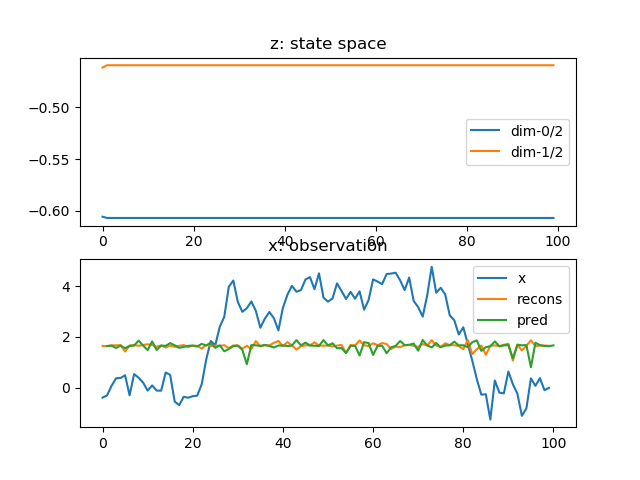 z: state space
−0.50
−0.55
−0.60
dim-0/2
dim-1/2
0 20 40 60 80 100
x: observation
4
2
0
x
recons
pred
0 20 40 60 80 100